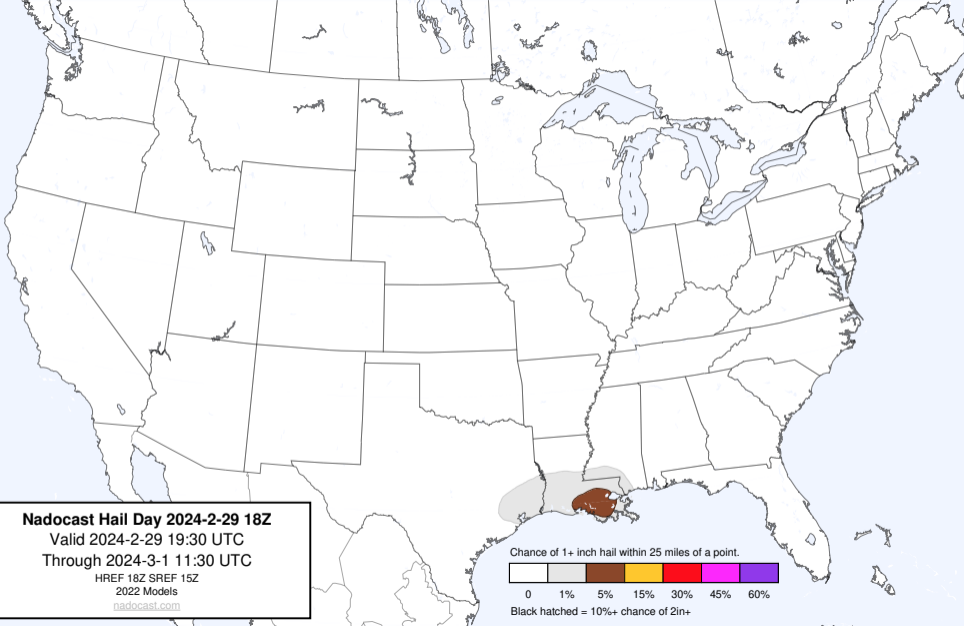 Nadocast Hail Day 2024-2-29 18Z
Valid 2024-2-29 19:30 UTC
Through 2024-3-1 11:30 UTC
HREF 18Z SREF 15Z
2022 Models
nadocast.com
Chance of 1+ inch hail within 25 miles of a point.
0 1% 5% 15% 30% 45% 60%
Black hatched = 10%+ chance of 2in+